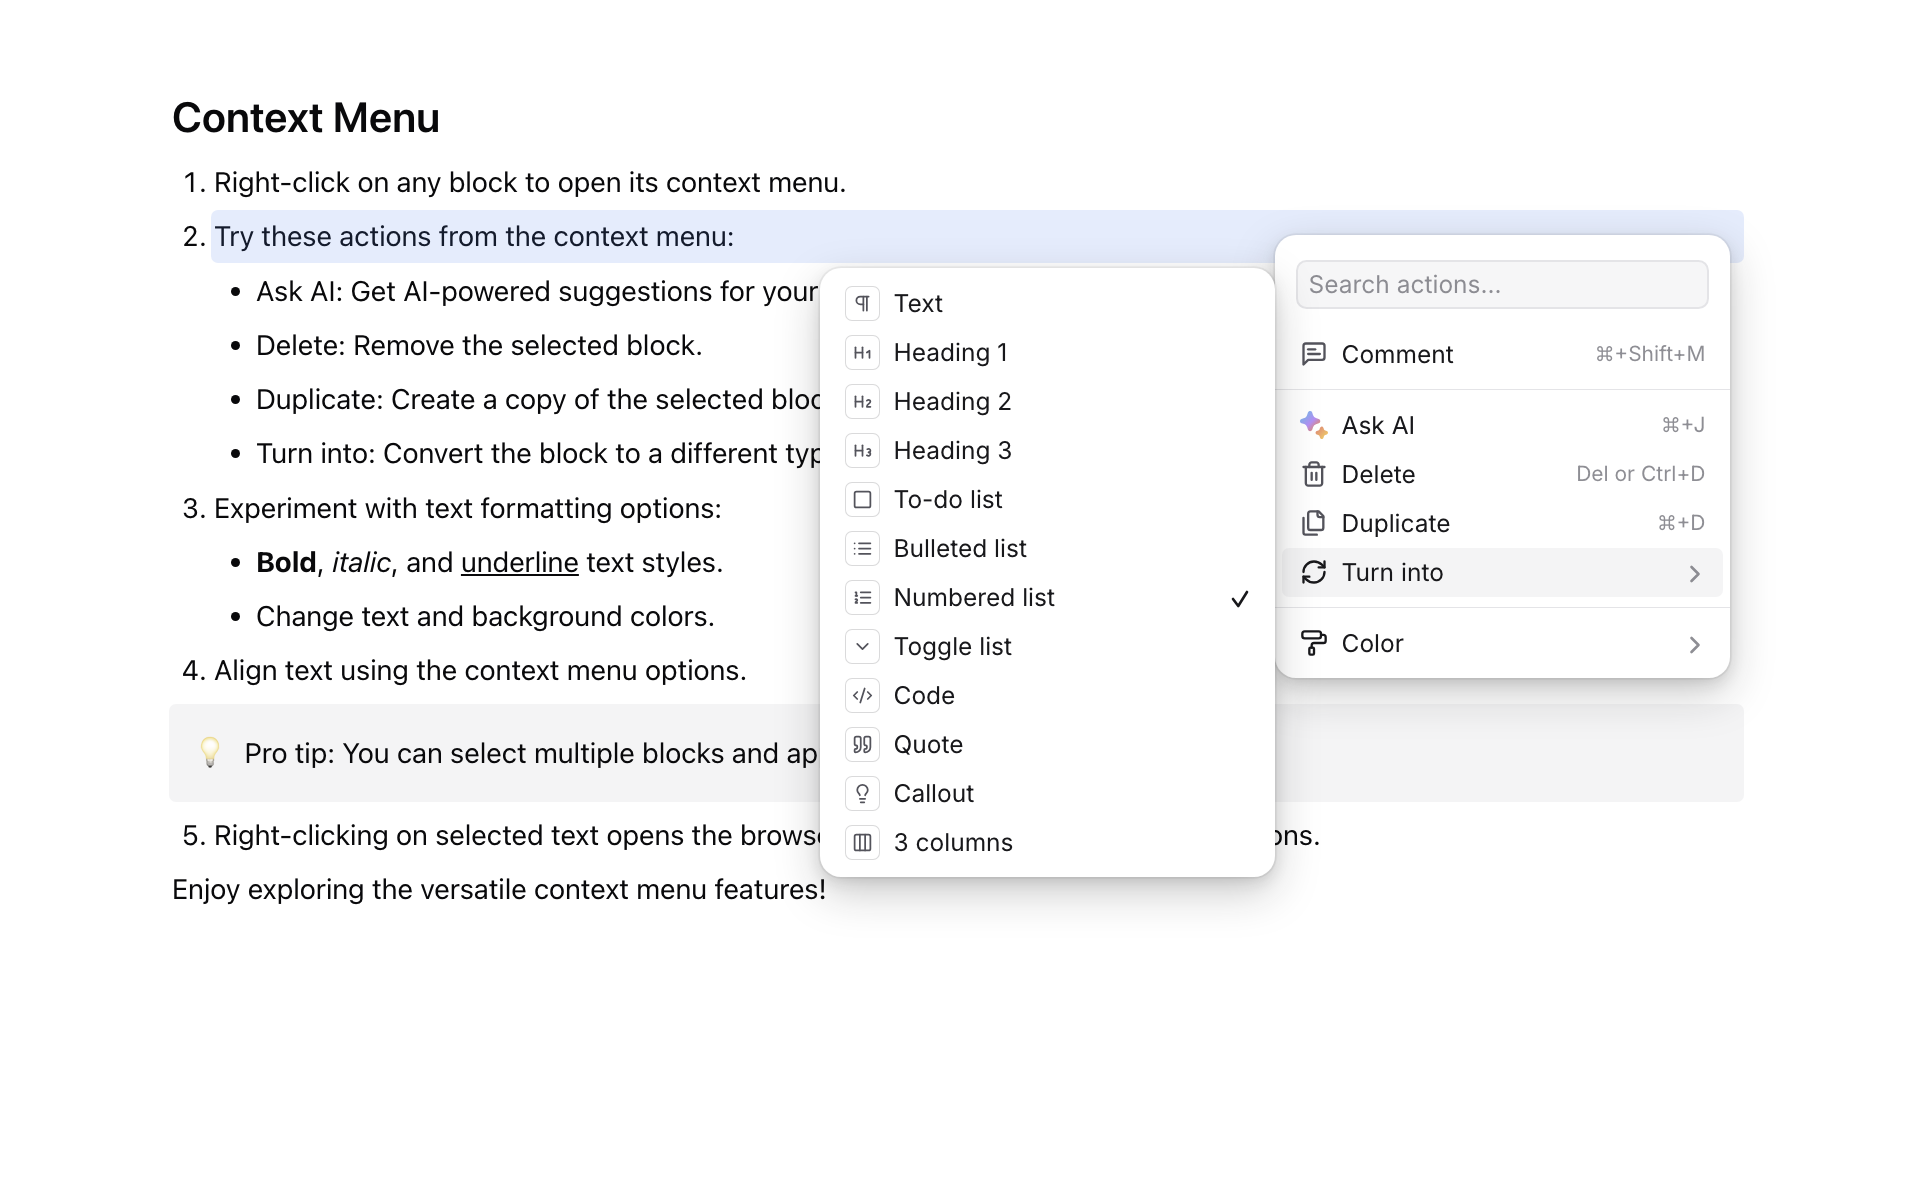 Context Menu
1. Right-click on any block to open its context menu.
2. Try these actions from the context menu:
• Ask AI: Get AI-powered suggestions for your
• Delete: Remove the selected block.
• Duplicate: Create a copy of the selected
• Turn into: Convert the block to a different
3. Experiment with text formatting options:
• Bold, italic, and underline text styles.
• Change text and background colors.
4. Align text using the context menu options.
Pro tip: You can select multiple blocks and
5. Right-clicking on selected text opens the
Enjoy exploring the versatile context menu features!
Text
H1 Heading 1
H2 Heading 2
H3 Heading 3
To-do list
Bulleted list
Numbered list
Toggle list
Code
Quote
Callout
3 columns
Search actions...
Comment ⌘+Shift+M
Ask AI ⌘+J
Delete Del or Ctrl+D
Duplicate ⌘+D
Turn into
Color